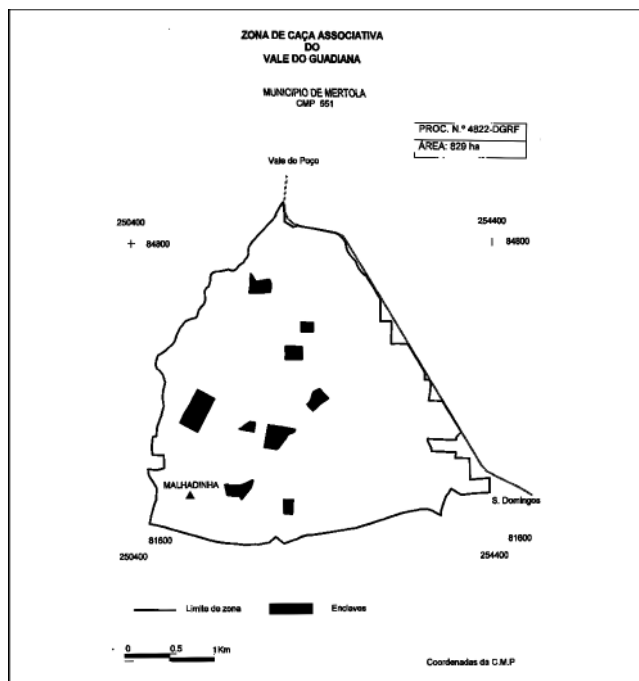 ZONA DE CAÇA ASSOCIATIVA
DO
VALE DO GUADIANA
MUNICIPIO DE MERTOLA
CMP 551
PROC. N.º 4822-DGRF
ÁREA: 829 ha
Vale do Poço
250400
84800
254400
84800
MALHADINHA
S. Domingos
81600
250400
81600
254400
Limite de zona
Enclaves
0 0.5 1 Km
Coordenadas da C.M.P